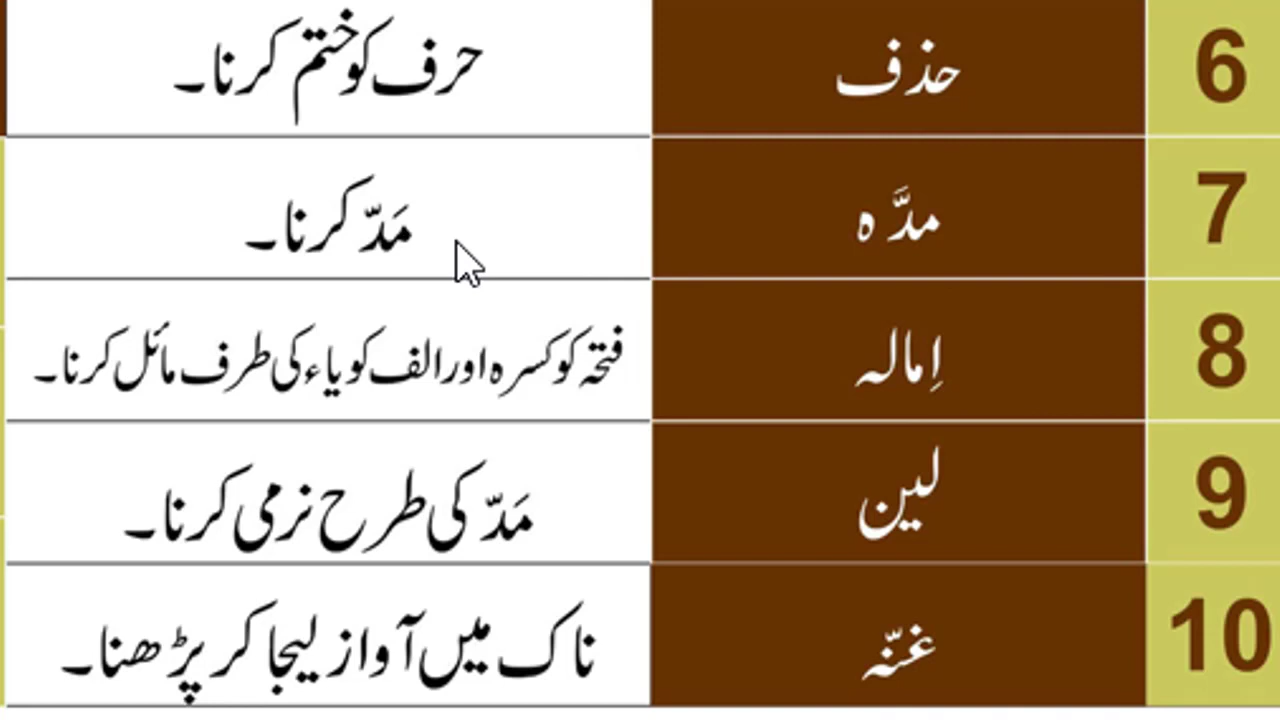 6 حذف حرف کو ختم کرنا۔
7 مدَّہ مَدّ کرنا۔
8 اِمالہ فتحہ کو کسرہ اور الف کو یاء کی طرف مائل کرنا۔
9 لین مَدّ کی طرح نرمی کرنا۔
10 غنّہ ناک میں آواز لیجا کر پڑھنا۔